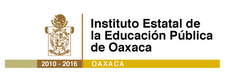 Instituto Estatal de
la Educación Pública
de Oaxaca
2010 - 2016 OAXACA